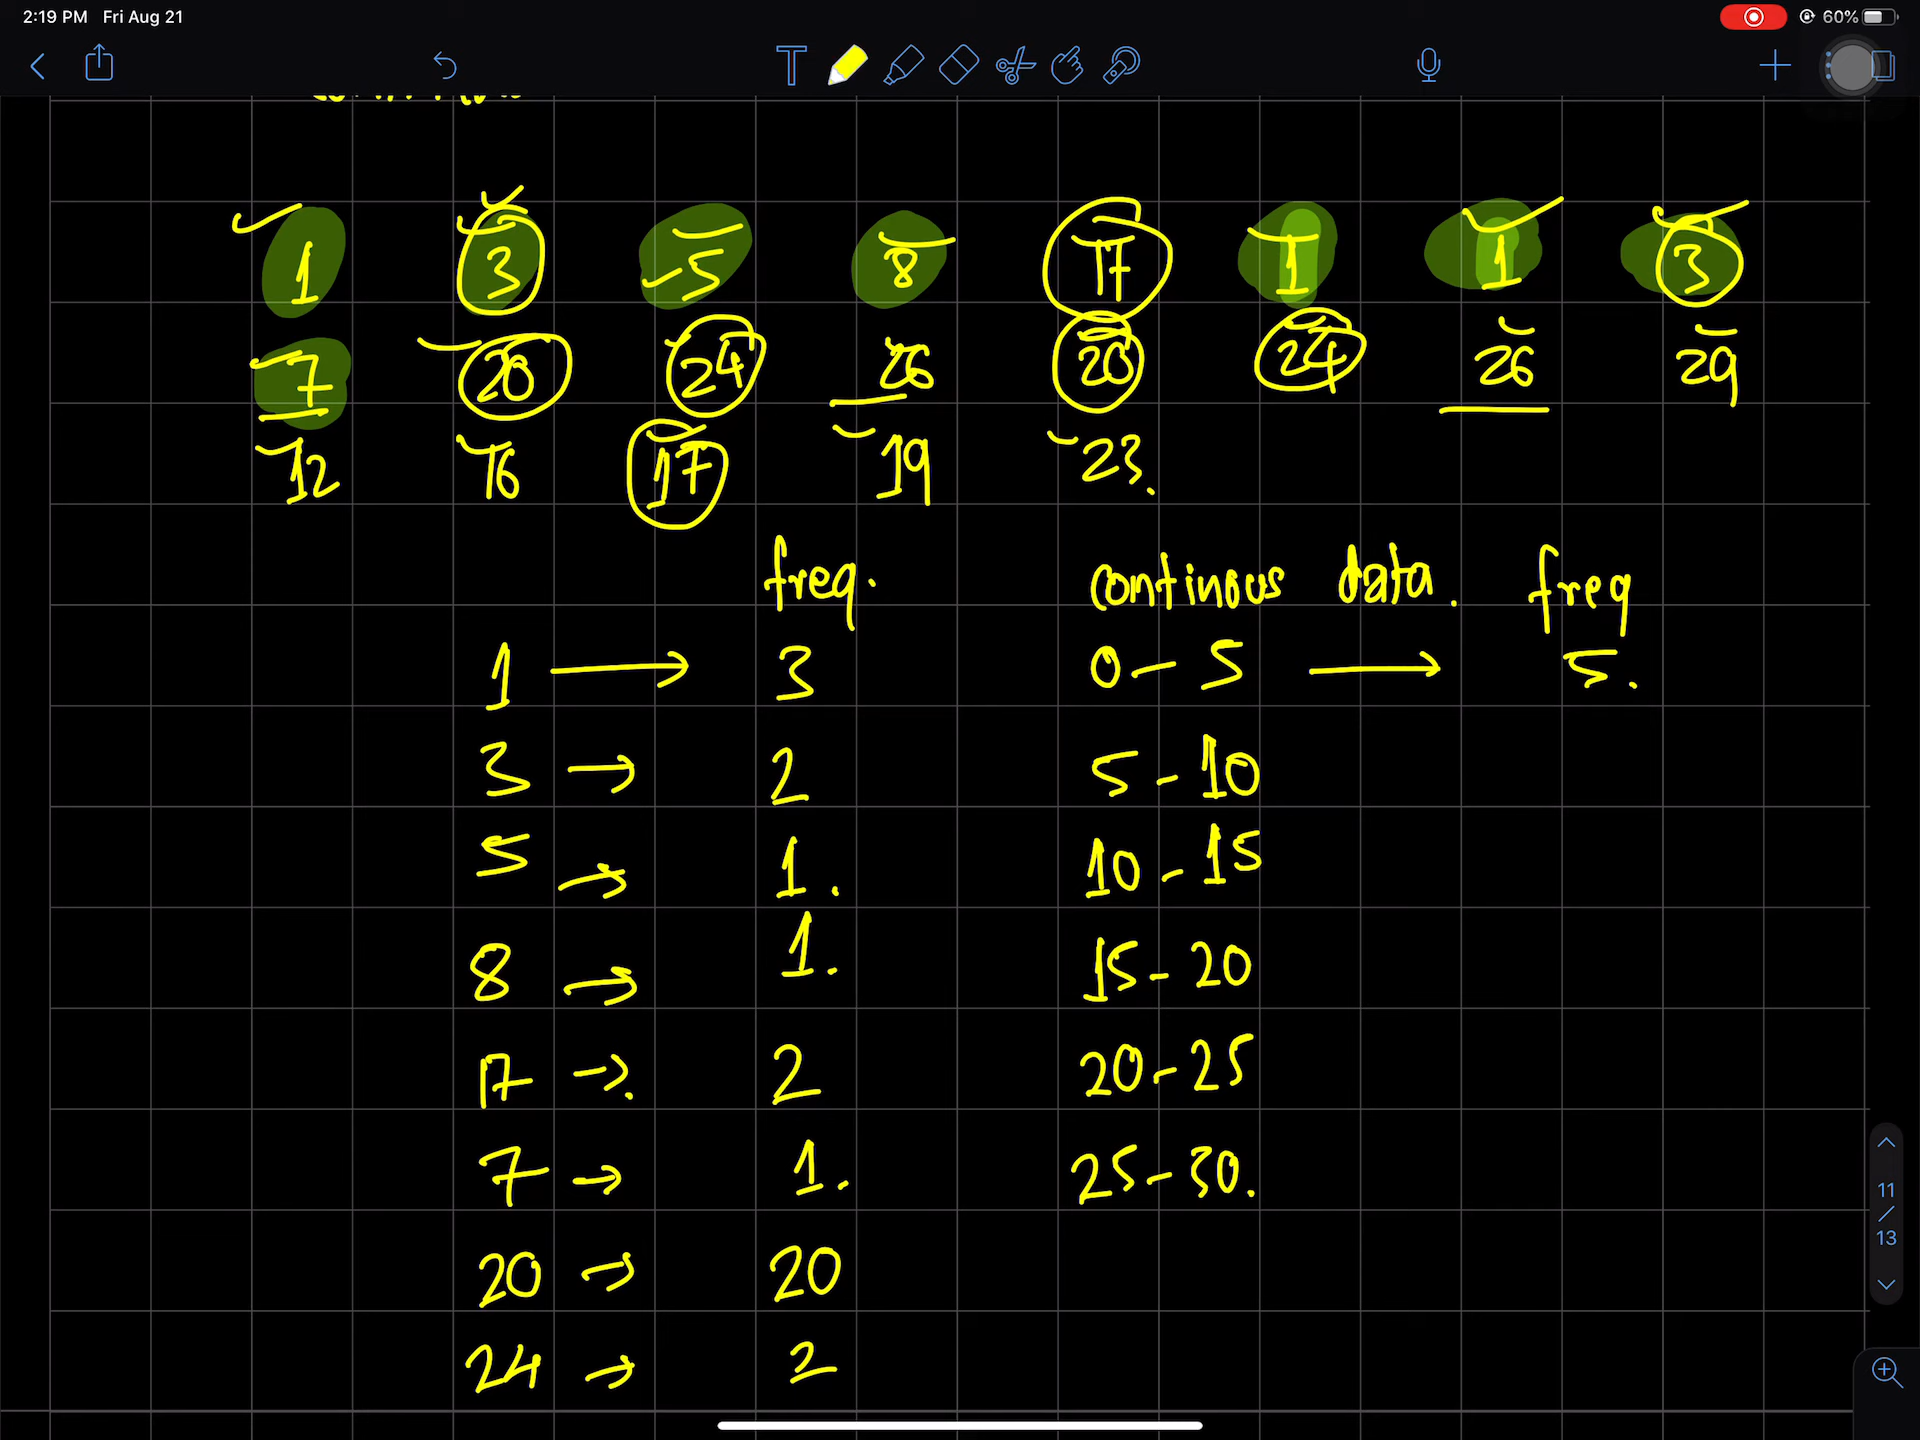 2:19 PM Fri Aug 21 60%
T
1 3 5 8 17 1 1 3
7 20 24 26 20 24 26 29
12 16 17 19 23.
freq. continous data. freq
1 → 3 0 - 5 → 5.
3 → 2 5 - 10
5 → 1. 10 - 15
8 → 1. 15 - 20
17 → 2 20 - 25
7 → 1. 25 - 30.
20 → 20
24 → 2
11
/
13